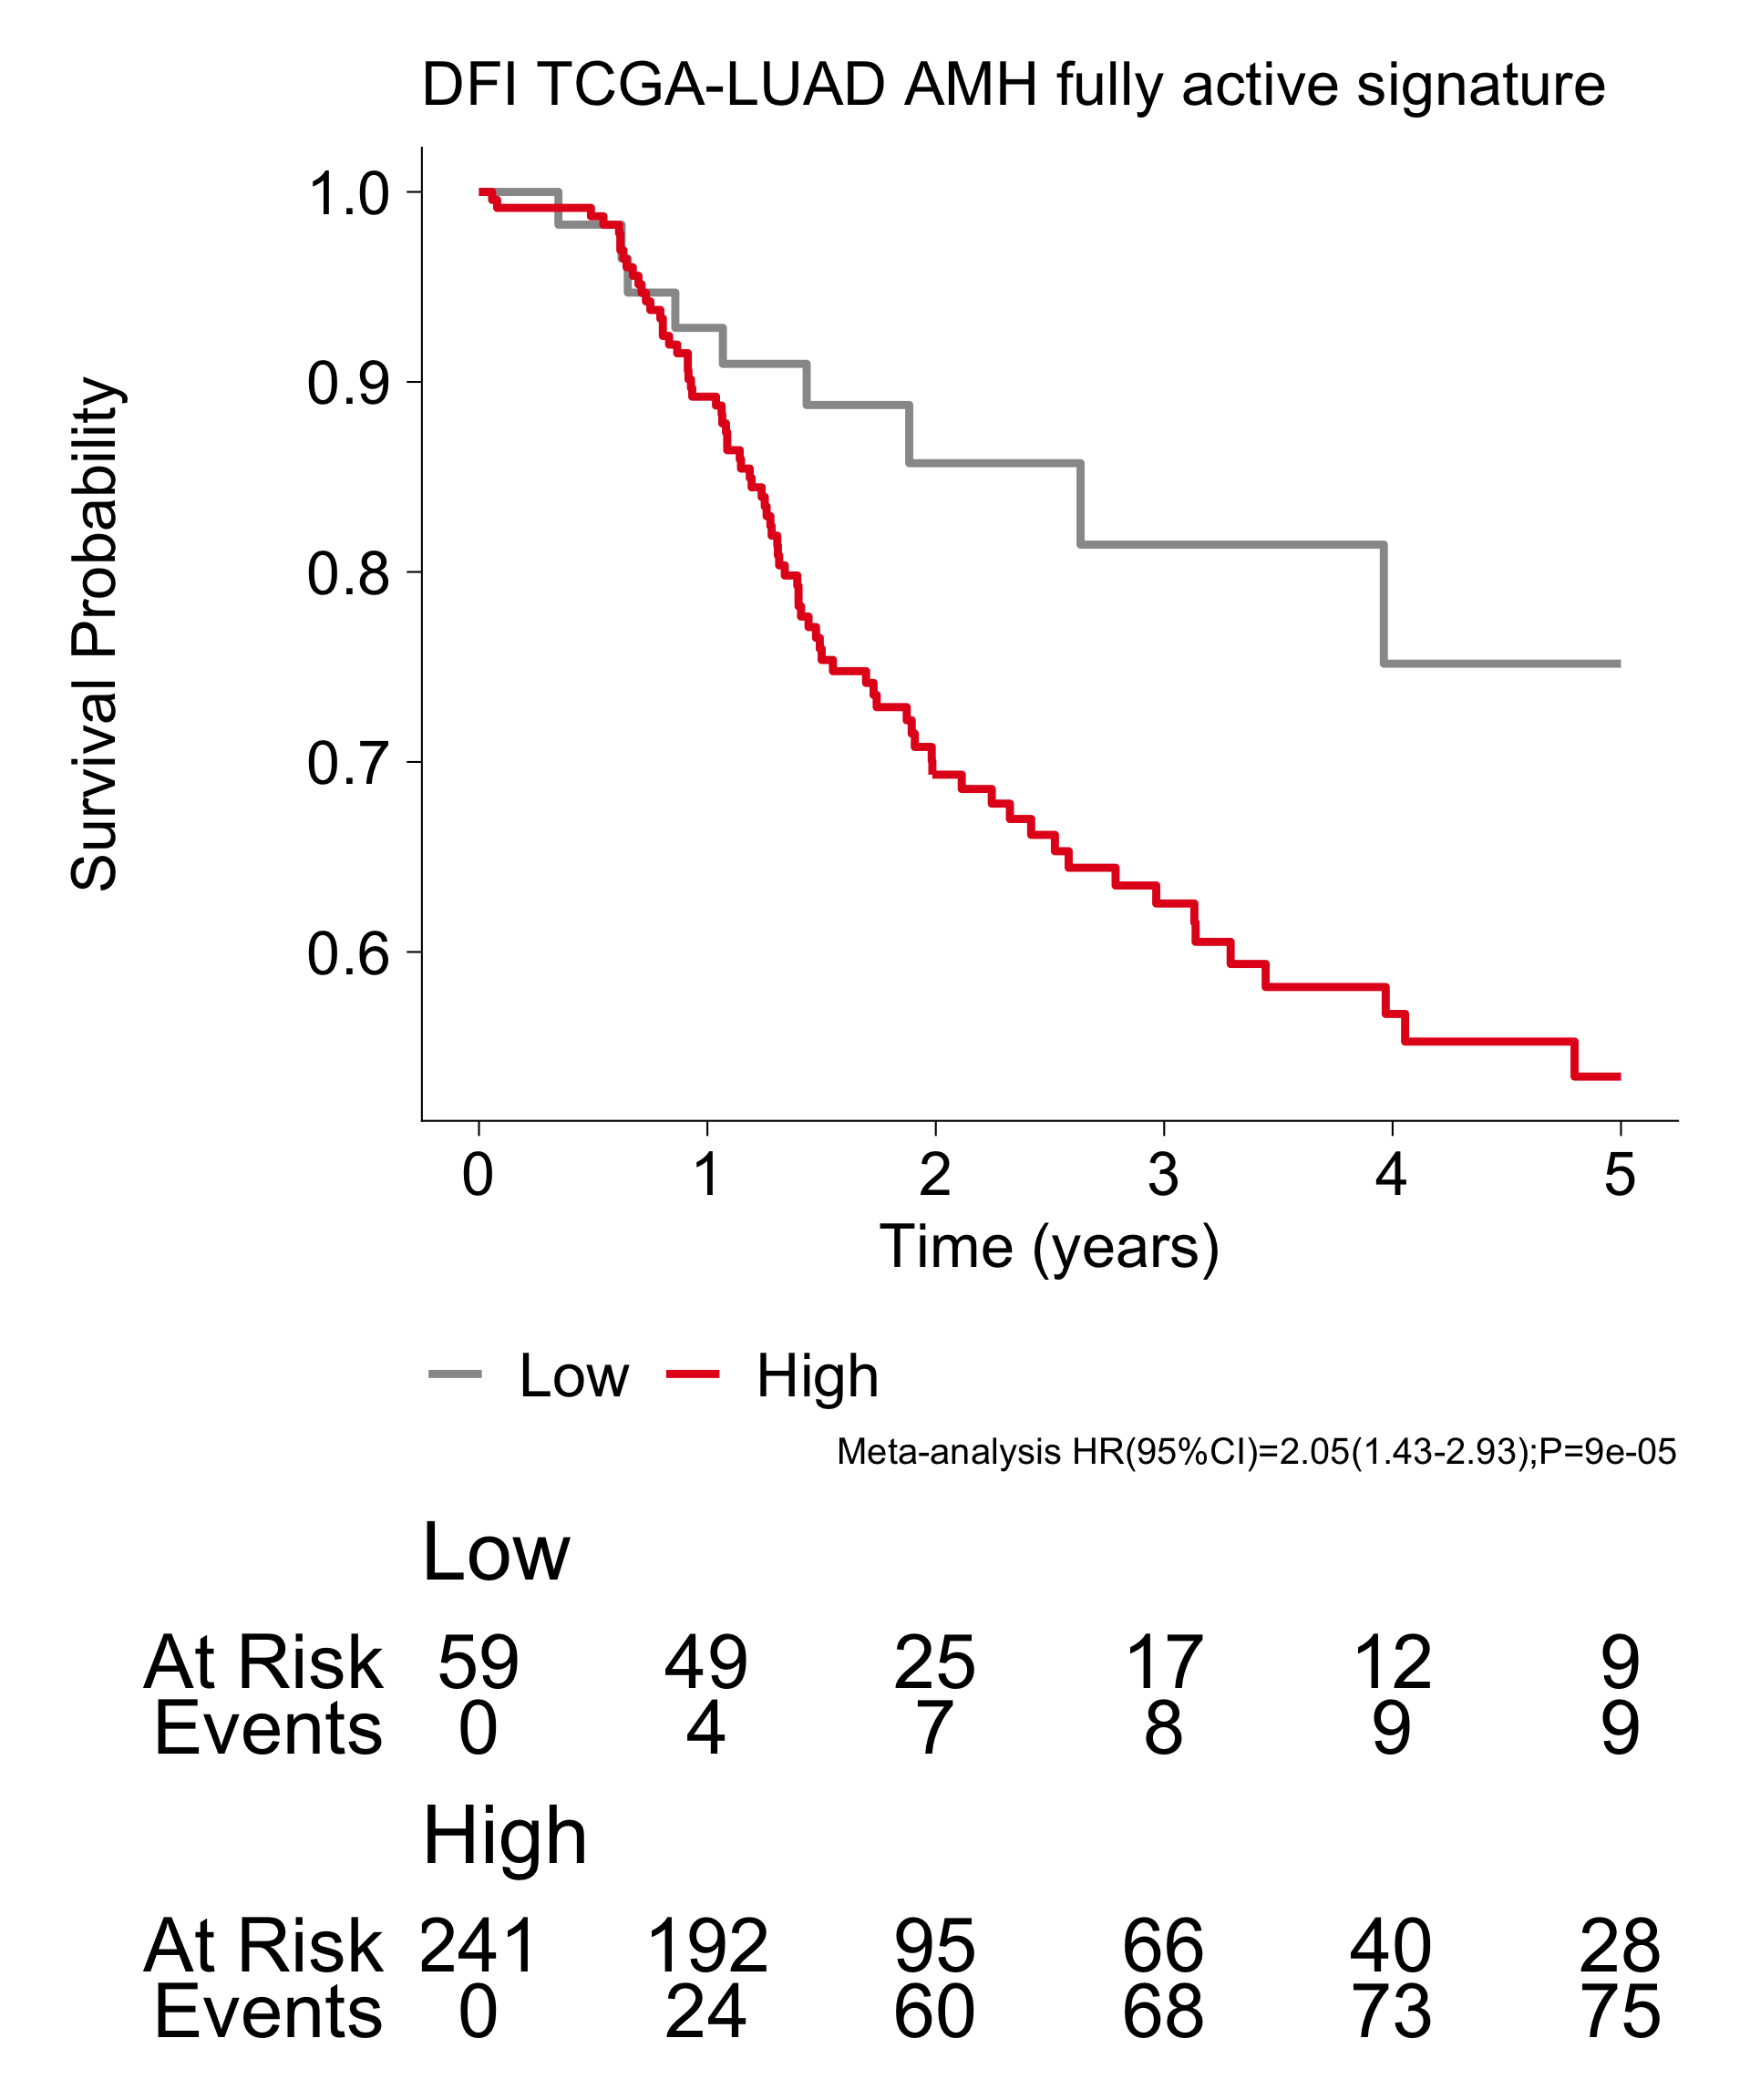 DFI TCGA-LUAD AMH fully active signature
1.0
0.9
0.8
0.7
0.6
Survival Probability
0 1 2 3 4 5
Time (years)
Low High
Meta-analysis HR(95%CI)=2.05(1.43-2.93);P=9e-05
Low
At Risk 59 49 25 17 12 9
Events 0 4 7 8 9 9
High
At Risk 241 192 95 66 40 28
Events 0 24 60 68 73 75